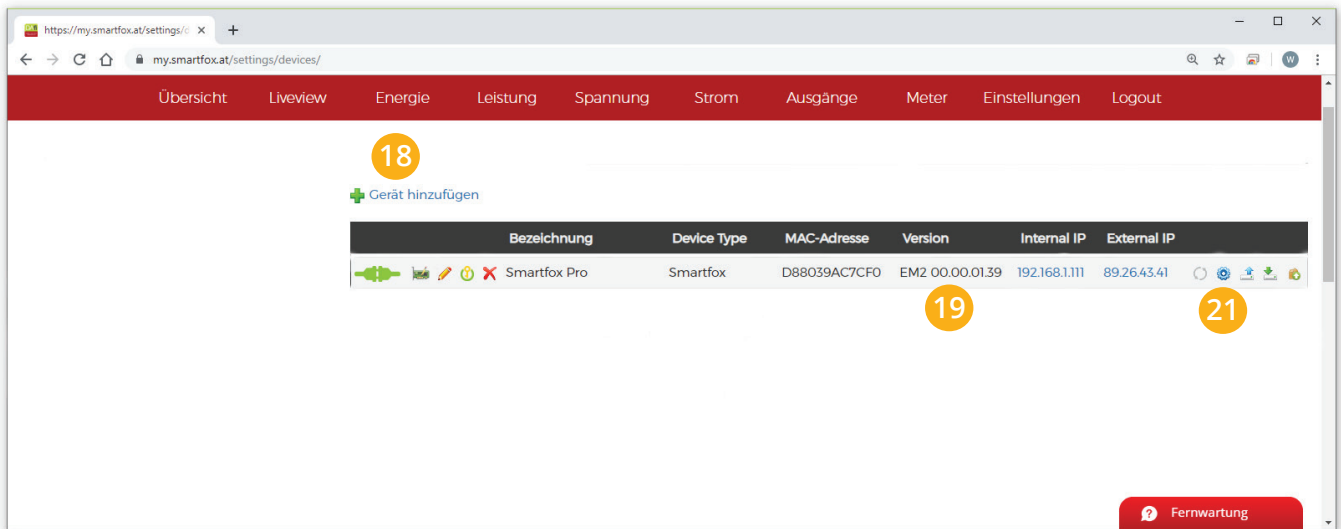 https://my.smartfox.at/settings/d
my.smartfox.at/settings/devices/
W
Übersicht Liveview Energie Leistung Spannung Strom Ausgänge Meter Einstellungen Logout
18
Gerät hinzufügen
Bezeichnung Device Type MAC-Adresse Version Internal IP External IP
Smartfox Pro Smartfox D88039AC7CF0 EM2 00.00.01.39 192.168.1.111 89.26.43.41
19 21
Fernwartung